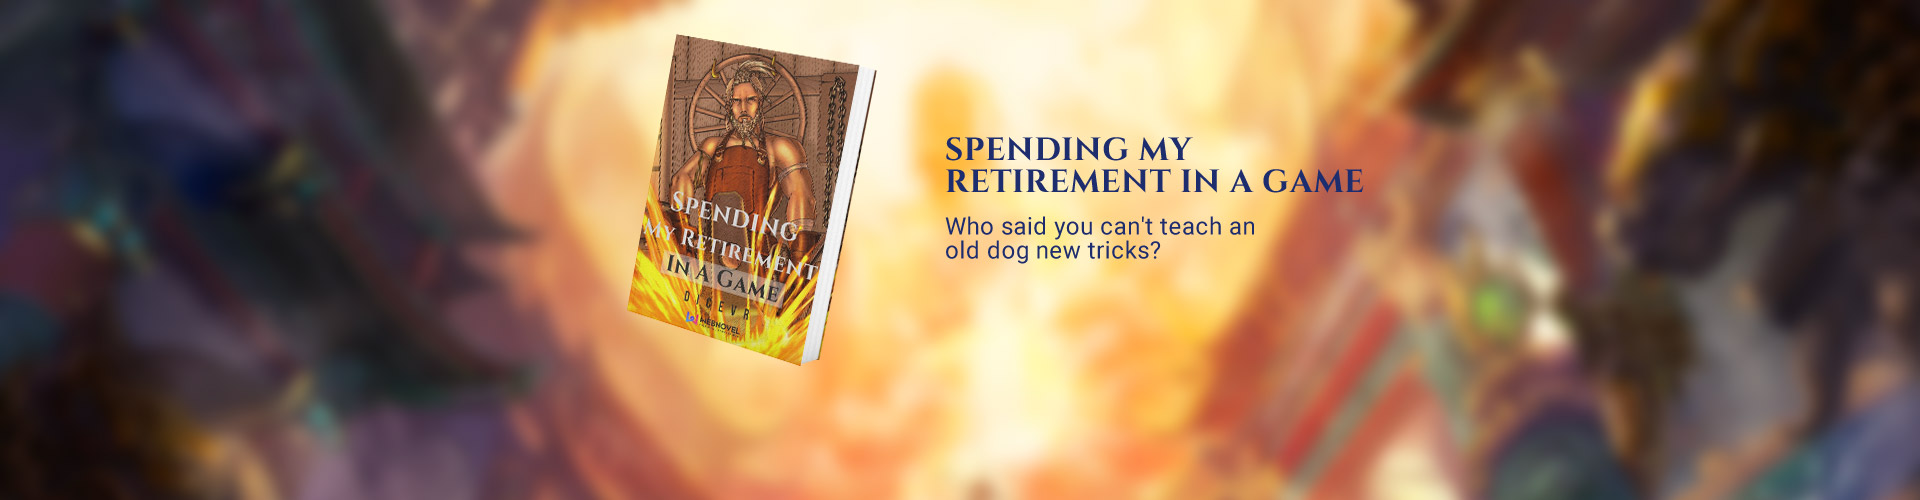 SPENDING
MY RETIREMENT
IN A GAME
DICEVR
WEBNOVEL
SPENDING MY
RETIREMENT IN A GAME
Who said you can't teach an
old dog new tricks?